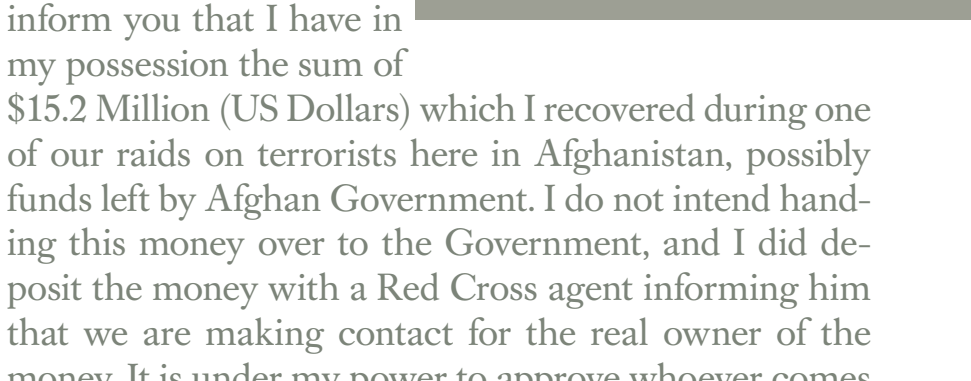 inform you that I have in
my possession the sum of
$15.2 Million (US Dollars) which I recovered during one
of our raids on terrorists here in Afghanistan, possibly
funds left by Afghan Government. I do not intend hand-
ing this money over to the Government, and I did de-
posit the money with a Red Cross agent informing him
that we are making contact for the real owner of the
money. It is under my power to approve whoever comes